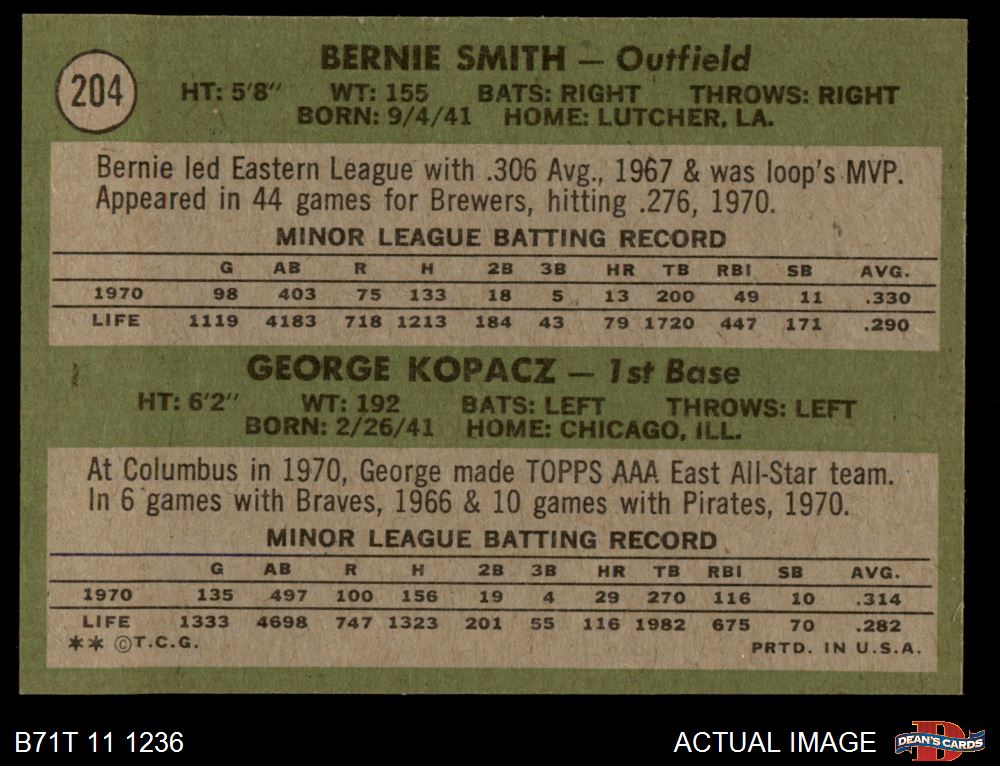 204
BERNIE SMITH — Outfield
HT: 5'8" WT: 155 BATS: RIGHT THROWS: RIGHT
BORN: 9/4/41 HOME: LUTCHER, LA.
Bernie led Eastern League with .306 Avg., 1967 & was loop's MVP.
Appeared in 44 games for Brewers, hitting .276, 1970.
MINOR LEAGUE BATTING RECORD
G AB R H 2B 3B HR TB RBI SB AVG.
1970 98 403 75 133 18 5 13 200 49 11 .330
LIFE 1119 4183 718 1213 184 43 79 1720 447 171 .290
GEORGE KOPACZ — 1st Base
HT: 6'2" WT: 192 BATS: LEFT THROWS: LEFT
BORN: 2/26/41 HOME: CHICAGO, ILL.
At Columbus in 1970, George made TOPPS AAA East All-Star team.
In 6 games with Braves, 1966 & 10 games with Pirates, 1970.
MINOR LEAGUE BATTING RECORD
G AB R H 2B 3B HR TB RBI SB AVG.
1970 135 497 100 156 19 4 29 270 116 10 .314
LIFE 1333 4698 747 1323 201 55 116 1982 675 70 .282
** ©T.C.G. PRTD. IN U.S.A.
B71T 11 1236 ACTUAL IMAGE DEAN'S CARDS